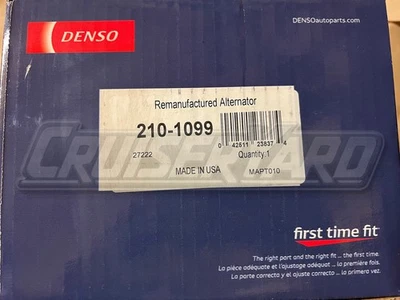 DENSO
DENSOautoparts.com
Remanufactured Alternator
210-1099
0 42511 23837 4
27222
Quantity:1
MADE IN USA
MAPT010
CRUISERYARD
first time fit®
The right part and the right fit ... the first time.
La pièce adéquate et l'ajustage adéquat ... la première fois.
La parte correcta y el ajuste correcto ... la primera vez.